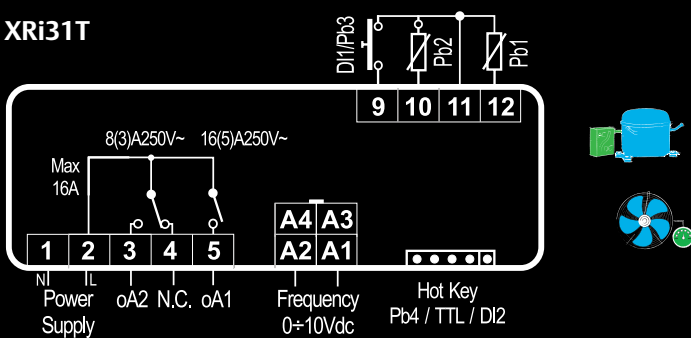 XRi31T
DI1/Pb3
Pb2
Pb1
9 10 11 12
8(3)A250V~ 16(5)A250V~
Max
16A
A4 A3
1 2 3 4 5 A2 A1
N L
Power
Supply
oA2 N.C. oA1
Frequency
0÷10Vdc
Hot Key
Pb4 / TTL / DI2